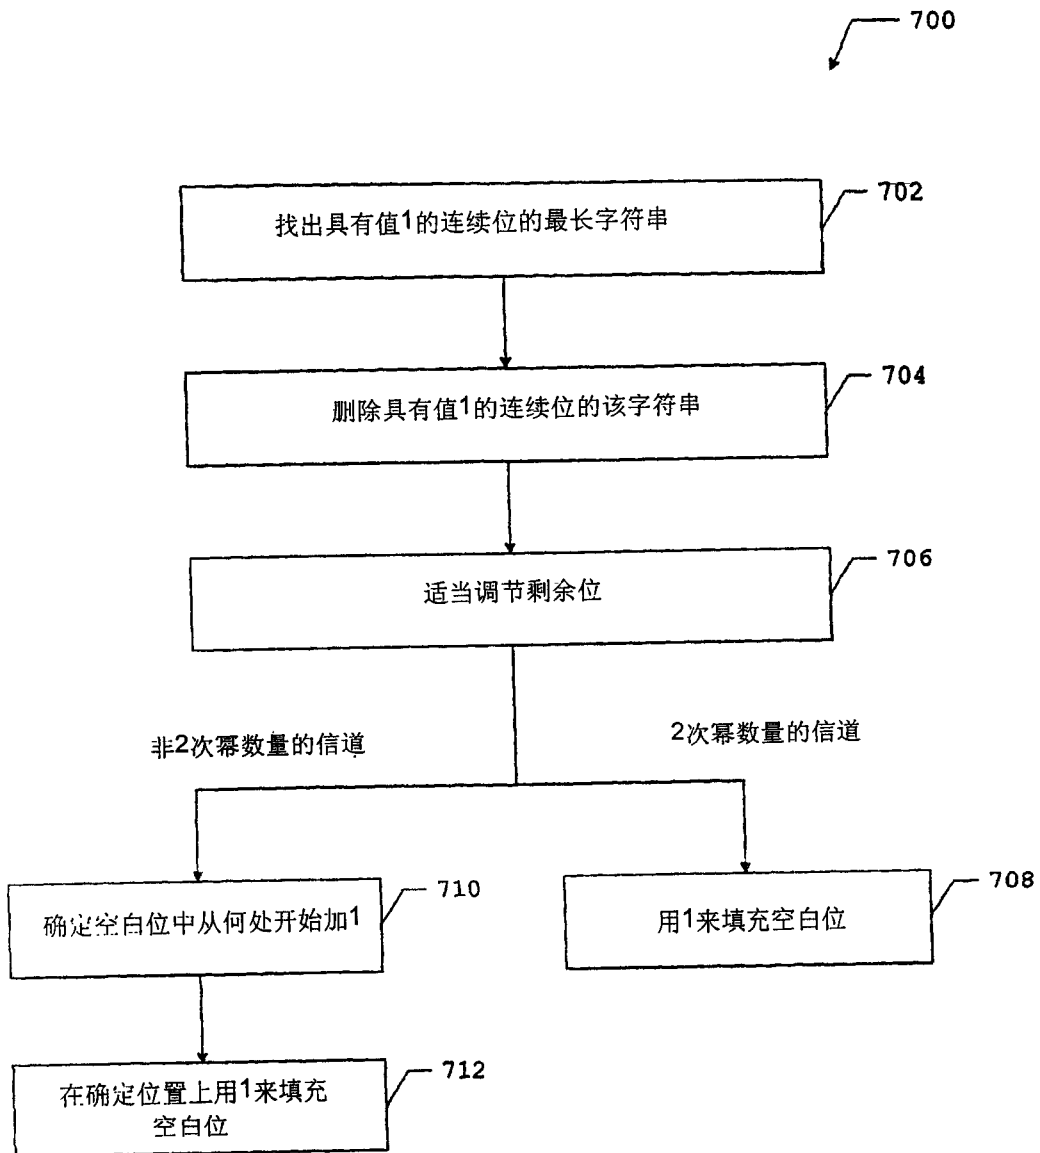 700
找出具有值1的连续位的最长字符串
702
删除具有值1的连续位的该字符串
704
适当调节剩余位
706
非2次幂数量的信道
2次幂数量的信道
确定空白位中从何处开始加1
710
用1来填充空白位
708
在确定位置上用1来填充
空白位
712